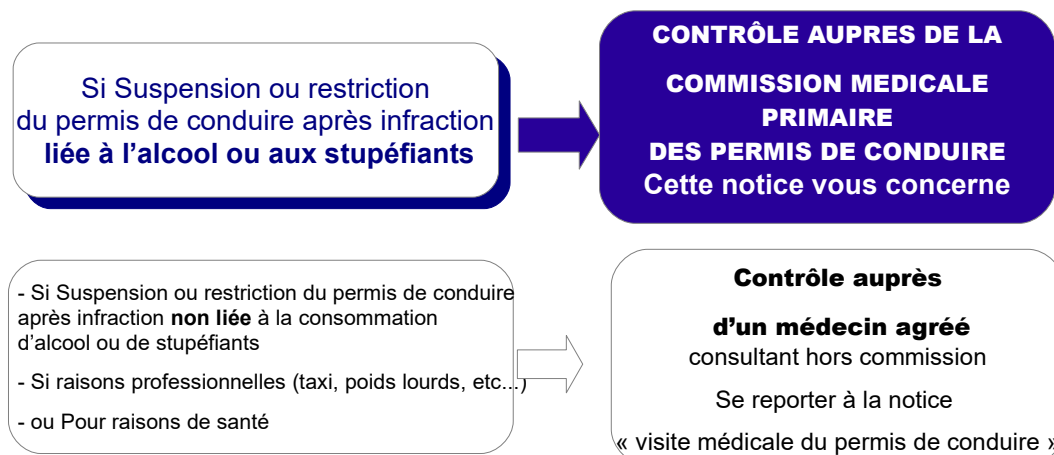 Si Suspension ou restriction
du permis de conduire après infraction
liée à l'alcool ou aux stupéfiants
CONTRÔLE AUPRES DE LA
COMMISSION MEDICALE
PRIMAIRE
DES PERMIS DE CONDUIRE
Cette notice vous concerne
- Si Suspension ou restriction du permis de conduire
après infraction non liée à la consommation
d'alcool ou de stupéfiants
- Si raisons professionnelles (taxi, poids lourds, etc...)
- ou Pour raisons de santé
Contrôle auprès
d'un médecin agréé
consultant hors commission
Se reporter à la notice
« visite médicale du permis de conduire »